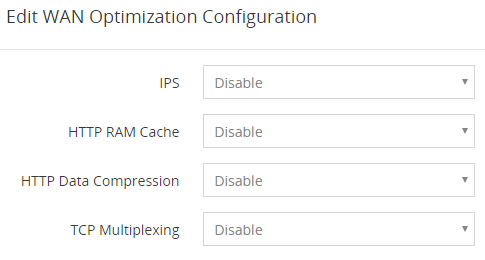 Edit WAN Optimization Configuration
IPS Disable
HTTP RAM Cache Disable
HTTP Data Compression Disable
TCP Multiplexing Disable